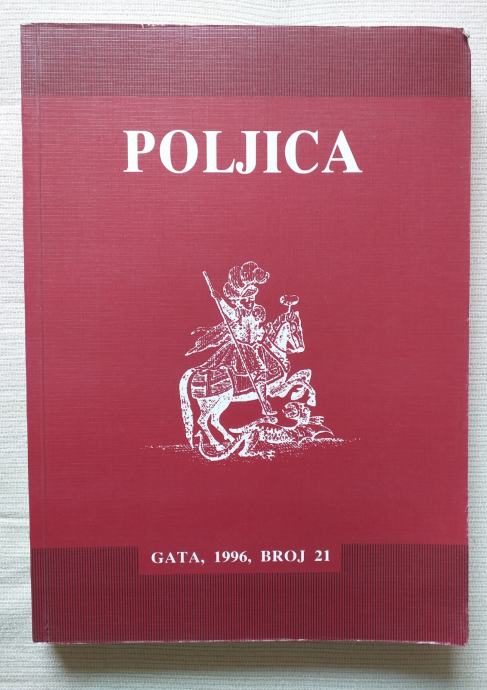 POLJICA
GATA, 1996, BROJ 21